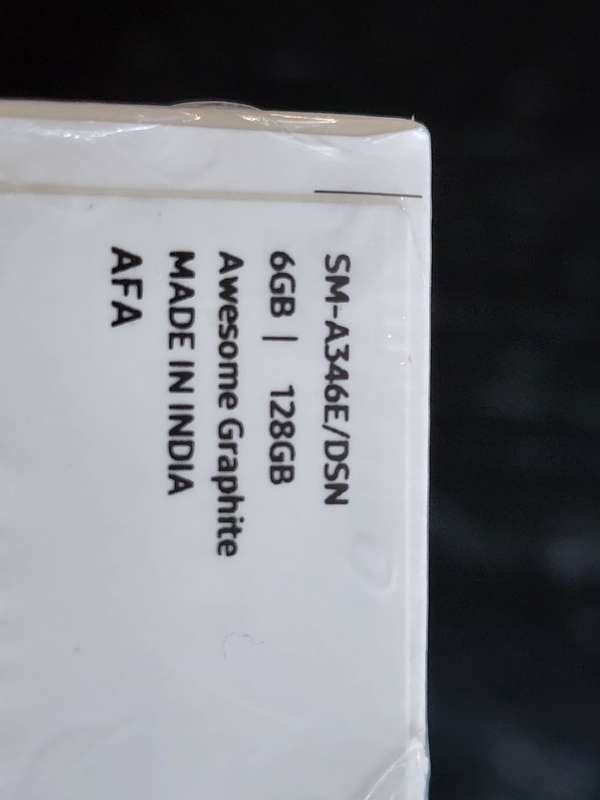 SM-A346E/DSN
6GB | 128GB
Awesome Graphite
MADE IN INDIA
AFA